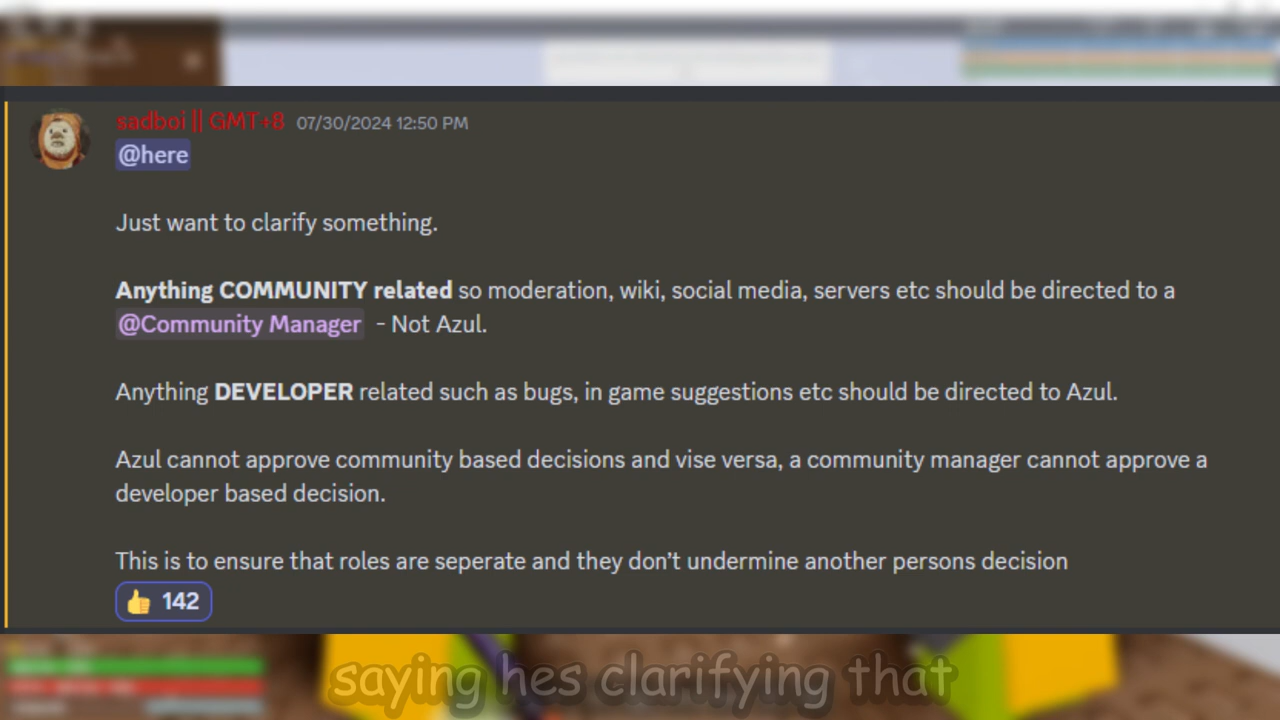 sadboi || GMT+8 07/30/2024 12:50 PM
@here
Just want to clarify something.
Anything COMMUNITY related so moderation, wiki, social media, servers etc should be directed to a
@Community Manager - Not Azul.
Anything DEVELOPER related such as bugs, in game suggestions etc should be directed to Azul.
Azul cannot approve community based decisions and vise versa, a community manager cannot approve a
developer based decision.
This is to ensure that roles are seperate and they don't undermine another persons decision
👍 142
saying hes clarifying that